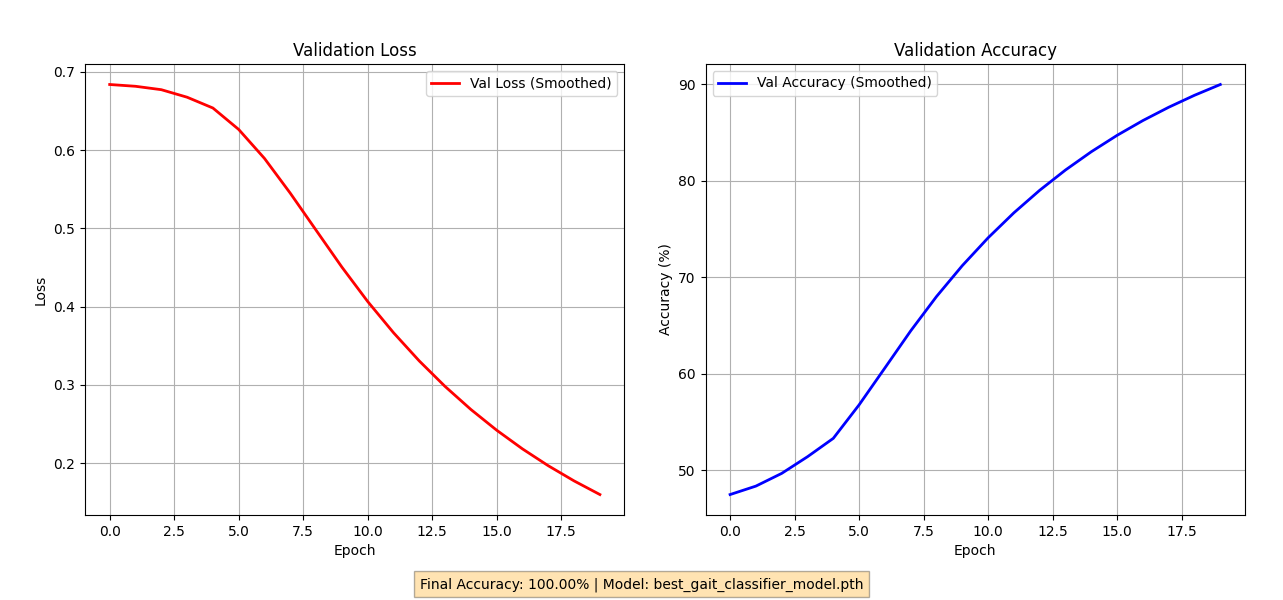 Validation Loss
Val Loss (Smoothed)
0.7
0.6
0.5
0.4
0.3
0.2
Loss
0.0 2.5 5.0 7.5 10.0 12.5 15.0 17.5
Epoch
Validation Accuracy
Val Accuracy (Smoothed)
90
80
70
60
50
Accuracy (%)
0.0 2.5 5.0 7.5 10.0 12.5 15.0 17.5
Epoch
Final Accuracy: 100.00% | Model: best_gait_classifier_model.pth